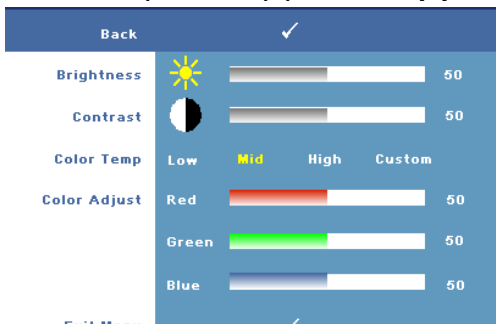 Back
Brightness 50
Contrast 50
Color Temp Low Mid High Custom
Color Adjust Red 50
Green 50
Blue 50